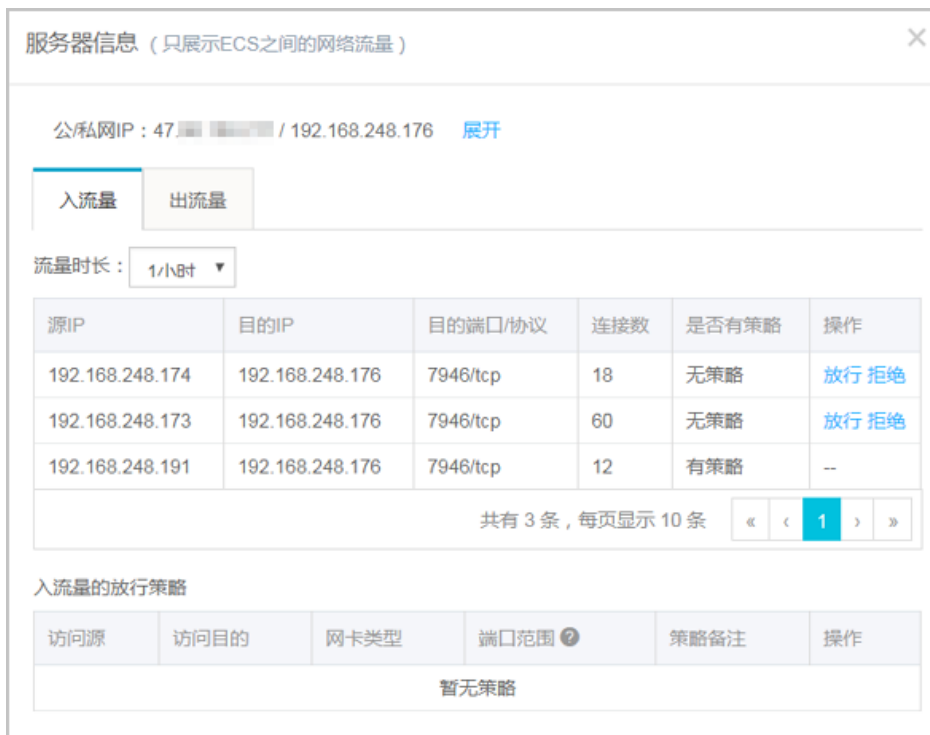 服务器信息 (只展示ECS之间的网络流量) ×
公/私网IP：47. / 192.168.248.176 展开
入流量 出流量
流量时长： 1小时 ▼
源IP 目的IP 目的端口/协议 连接数 是否有策略 操作
192.168.248.174 192.168.248.176 7946/tcp 18 无策略 放行 拒绝
192.168.248.173 192.168.248.176 7946/tcp 60 无策略 放行 拒绝
192.168.248.191 192.168.248.176 7946/tcp 12 有策略 --
共有 3 条，每页显示 10 条 « ‹ 1 › »
入流量的放行策略
访问源 访问目的 网卡类型 端口范围 ? 策略备注 操作
暂无策略